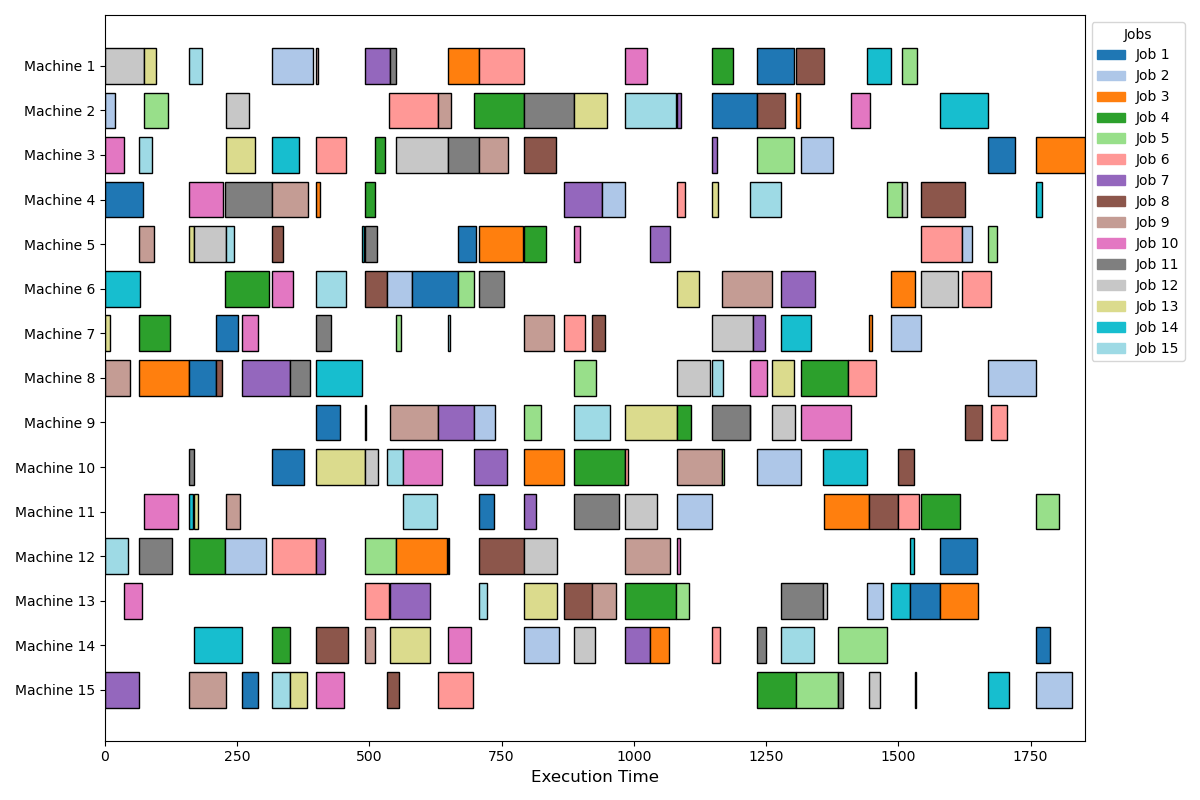 Machine 1
Machine 2
Machine 3
Machine 4
Machine 5
Machine 6
Machine 7
Machine 8
Machine 9
Machine 10
Machine 11
Machine 12
Machine 13
Machine 14
Machine 15
0 250 500 750 1000 1250 1500 1750
Execution Time
Jobs
Job 1
Job 2
Job 3
Job 4
Job 5
Job 6
Job 7
Job 8
Job 9
Job 10
Job 11
Job 12
Job 13
Job 14
Job 15